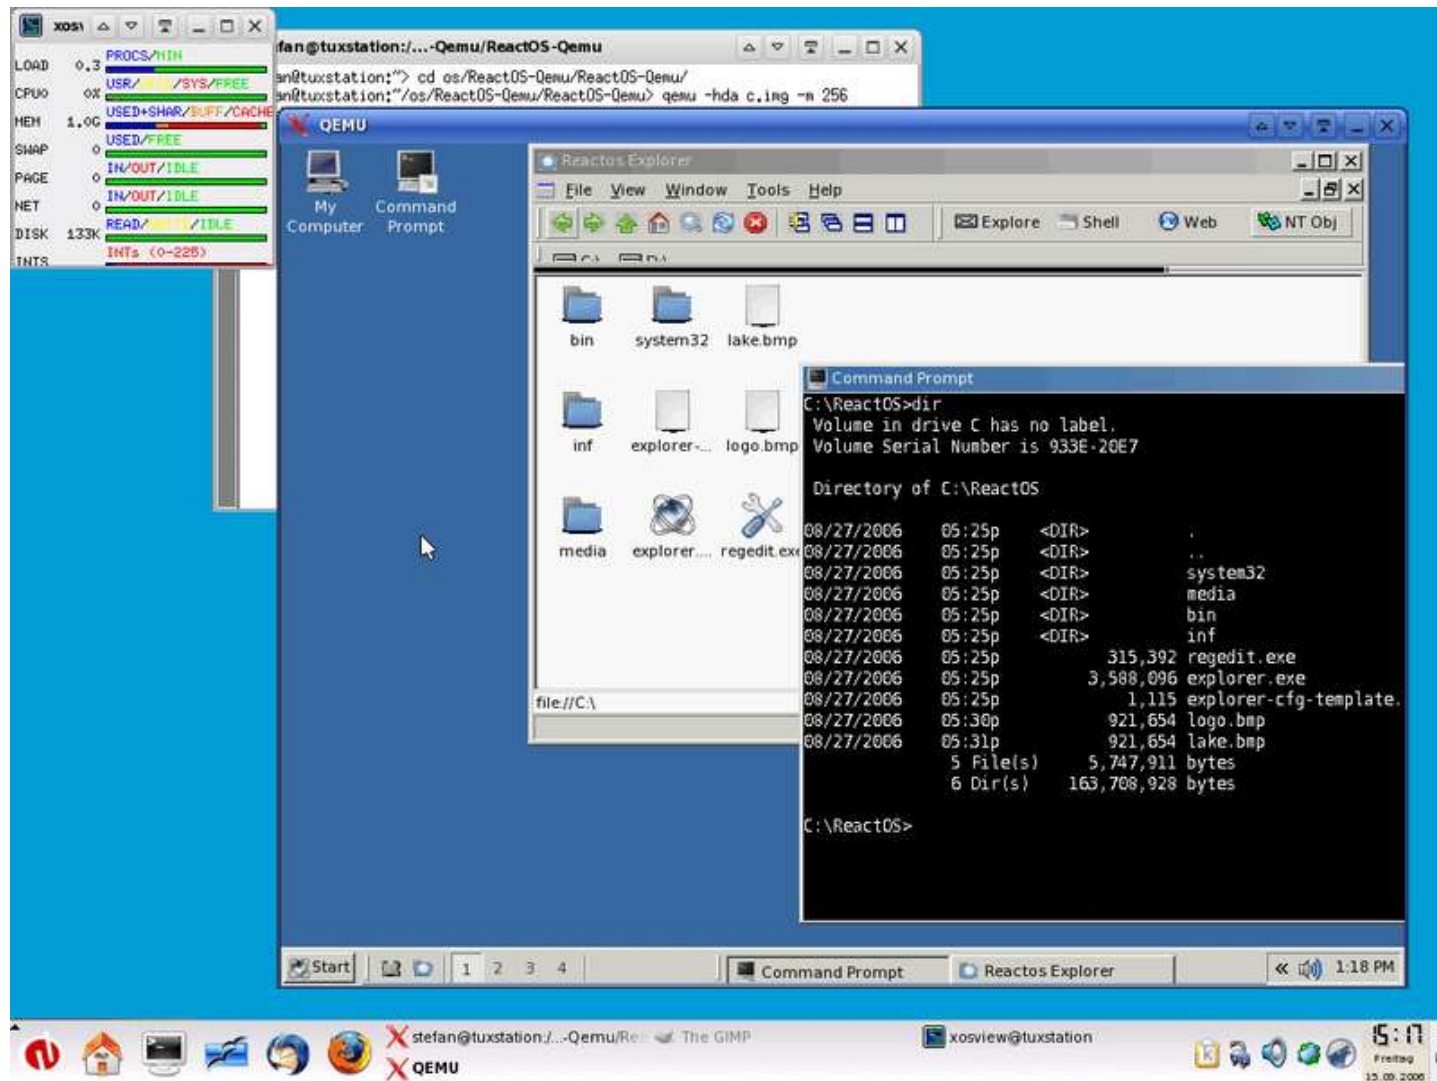 xosv
LOAD 0.3 PROCS/MIN
CPU0 0% USR/ /SYS/FREE
MEM 1.0G USED+SHAR/BUFF/CACHE
SWAP 0 USED/FREE
PAGE 0 IN/OUT/IDLE
NET 0 IN/OUT/IDLE
DISK 133K READ/ /IDLE
INTS INTs (0-225)
fan@tuxstation:/...-Qemu/ReactOS-Qemu
an@tuxstation:~> cd os/ReactOS-Qemu/ReactOS-Qemu/
an@tuxstation:~/os/ReactOS-Qemu/ReactOS-Qemu> qemu -hda c.img -m 256
QEMU
My Computer
Command Prompt
Reactos Explorer
File View Window Tools Help
Explore Shell Web NT Obj
C:\ D:\
bin system32 lake.bmp
inf explorer-... logo.bmp
media explorer.... regedit.exe
file://C:\
Command Prompt
C:\ReactOS>dir
Volume in drive C has no label.
Volume Serial Number is 933E-20E7
Directory of C:\ReactOS
08/27/2006 05:25p <DIR> .
08/27/2006 05:25p <DIR> ..
08/27/2006 05:25p <DIR> system32
08/27/2006 05:25p <DIR> media
08/27/2006 05:25p <DIR> bin
08/27/2006 05:25p <DIR> inf
08/27/2006 05:25p 315,392 regedit.exe
08/27/2006 05:25p 3,588,096 explorer.exe
08/27/2006 05:25p 1,115 explorer-cfg-template.
08/27/2006 05:30p 921,654 logo.bmp
08/27/2006 05:31p 921,654 lake.bmp
5 File(s) 5,747,911 bytes
6 Dir(s) 163,708,928 bytes
C:\ReactOS>
Start 1 2 3 4 Command Prompt Reactos Explorer « 1:18 PM
stefan@tuxstation:/...-Qemu/Re The GIMP xosview@tuxstation 15:17
QEMU Freitag
15.09.2006